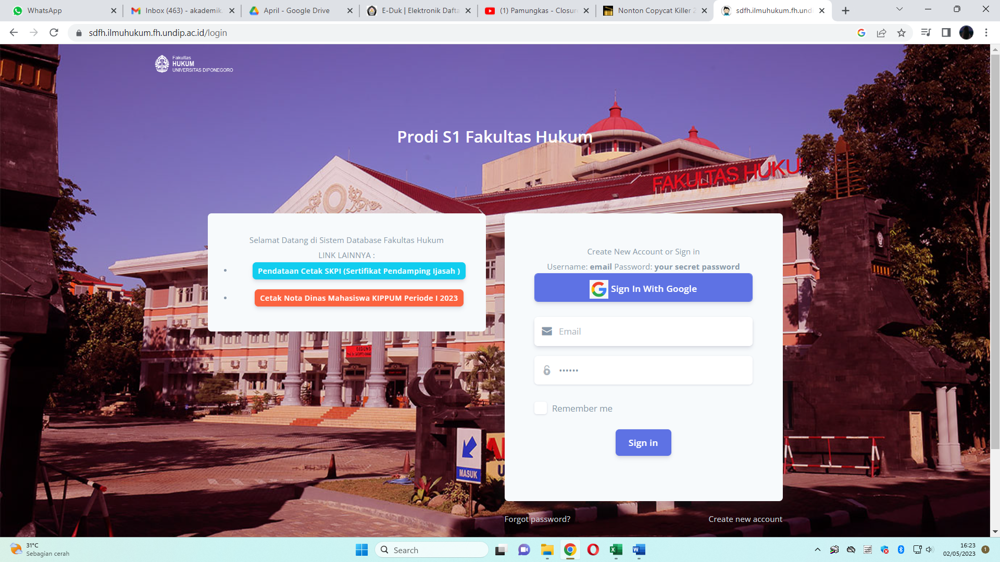 WhatsApp
Inbox (463) - akademik.
April - Google Drive
E-Duk | Elektronik Dafta
(1) Pamungkas - Closure
Nonton Copycat Killer 2
sdfh.ilmuhukum.fh.undi
sdfh.ilmuhukum.fh.undip.ac.id/login
Fakultas
HUKUM
UNIVERSITAS DIPONEGORO
Prodi S1 Fakultas Hukum
FAKULTAS HUKU
Selamat Datang di Sistem Database Fakultas Hukum
LINK LAINNYA :
• Pendataan Cetak SKPI (Sertifikat Pendamping Ijasah )
• Cetak Nota Dinas Mahasiswa KIPPUM Periode I 2023
Create New Account or Sign in
Username: email Password: your secret password
Sign In With Google
Email
••••••
Remember me
Sign in
MASUK
Forgot password?
Create new account
31°C
Sebagian cerah
Search
16:23
02/05/2023
1